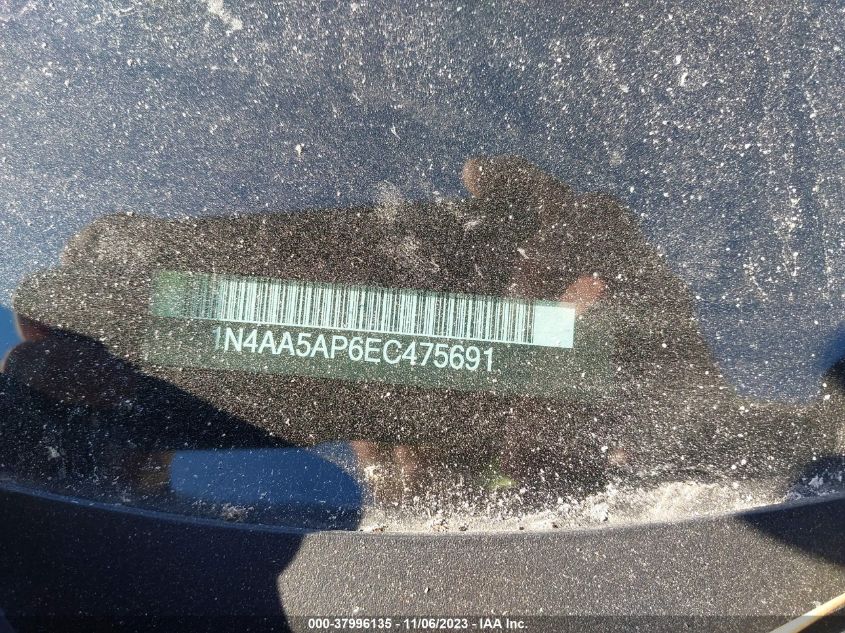 1N4AA5AP6EC475691
000-37996135 - 11/06/2023 - IAA Inc.